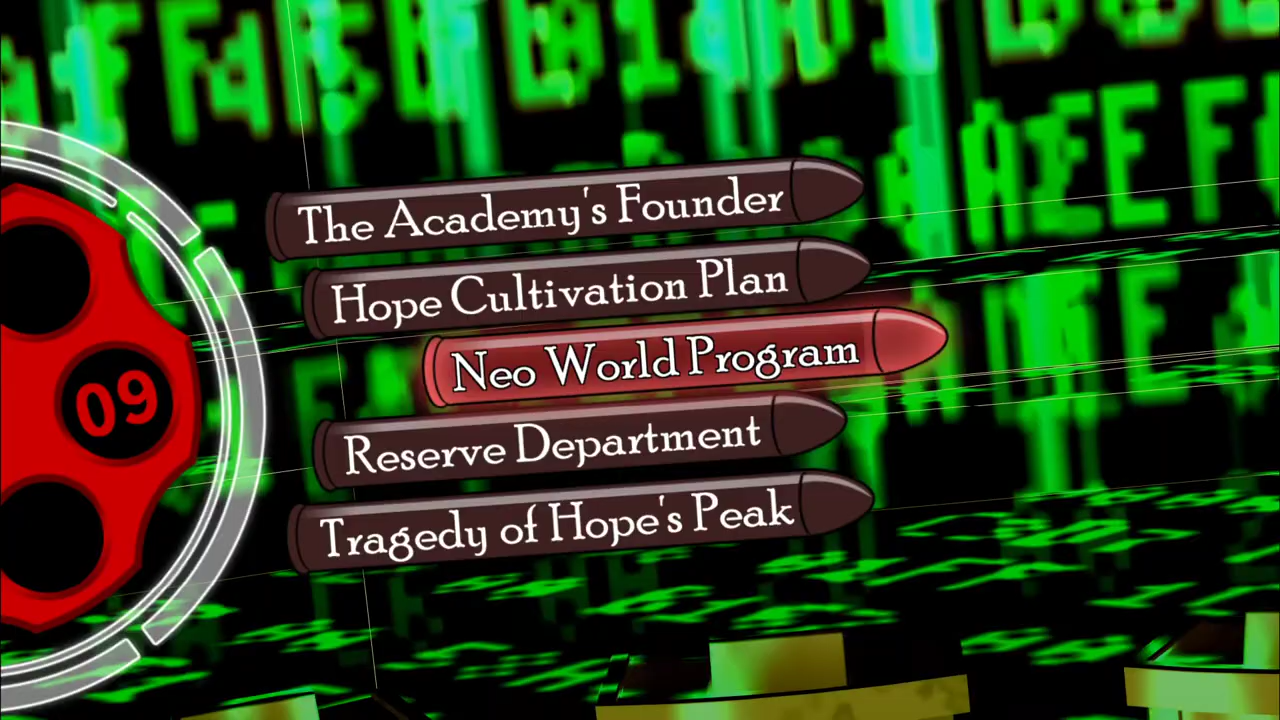 The Academy's Founder
Hope Cultivation Plan
Neo World Program
09
Reserve Department
Tragedy of Hope's Peak